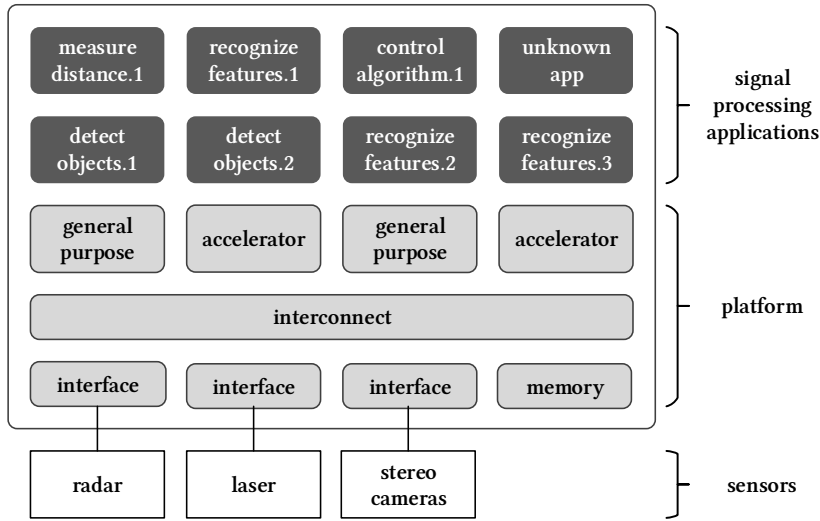 measure
distance.1
recognize
features.1
control
algorithm.1
unknown
app
detect
objects.1
detect
objects.2
recognize
features.2
recognize
features.3
signal
processing
applications
general
purpose
accelerator
general
purpose
accelerator
interconnect
interface
interface
interface
memory
platform
radar
laser
stereo
cameras
sensors